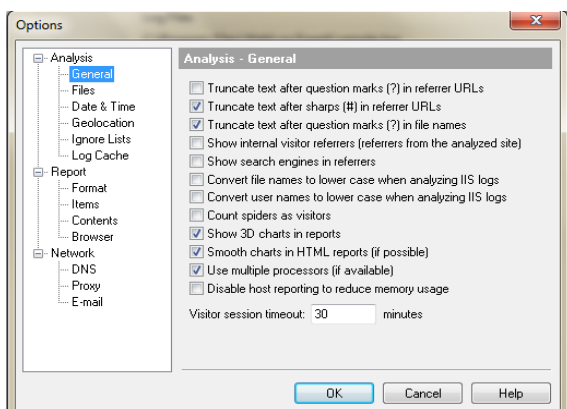 Options
Analysis
General
Files
Date & Time
Geolocation
Ignore Lists
Log Cache
Report
Format
Items
Contents
Browser
Network
DNS
Proxy
E-mail
Analysis - General
Truncate text after question marks (?) in referrer URLs
Truncate text after sharps (#) in referrer URLs
Truncate text after question marks (?) in file names
Show internal visitor referrers (referrers from the analyzed site)
Show search engines in referrers
Convert file names to lower case when analyzing IIS logs
Convert user names to lower case when analyzing IIS logs
Count spiders as visitors
Show 3D charts in reports
Smooth charts in HTML reports (if possible)
Use multiple processors (if available)
Disable host reporting to reduce memory usage
Visitor session timeout: 30 minutes
OK Cancel Help